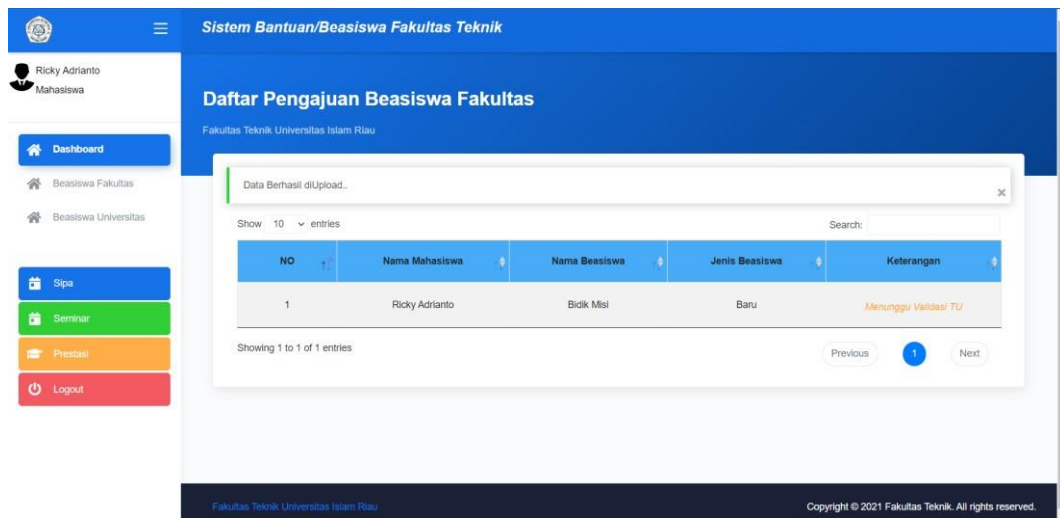 Sistem Bantuan/Beasiswa Fakultas Teknik
Ricky Adrianto
Mahasiswa
Dashboard
Beasiswa Fakultas
Beasiswa Universitas
Sipa
Seminar
Prestasi
Logout
Daftar Pengajuan Beasiswa Fakultas
Fakultas Teknik Universitas Islam Riau
Data Berhasil diUpload..
×
Show 10 entries Search:
NO Nama Mahasiswa Nama Beasiswa Jenis Beasiswa Keterangan
1 Ricky Adrianto Bidik Misi Baru Menunggu Validasi TU
Showing 1 to 1 of 1 entries Previous 1 Next
Fakultas Teknik Universitas Islam Riau Copyright © 2021 Fakultas Teknik. All rights reserved.